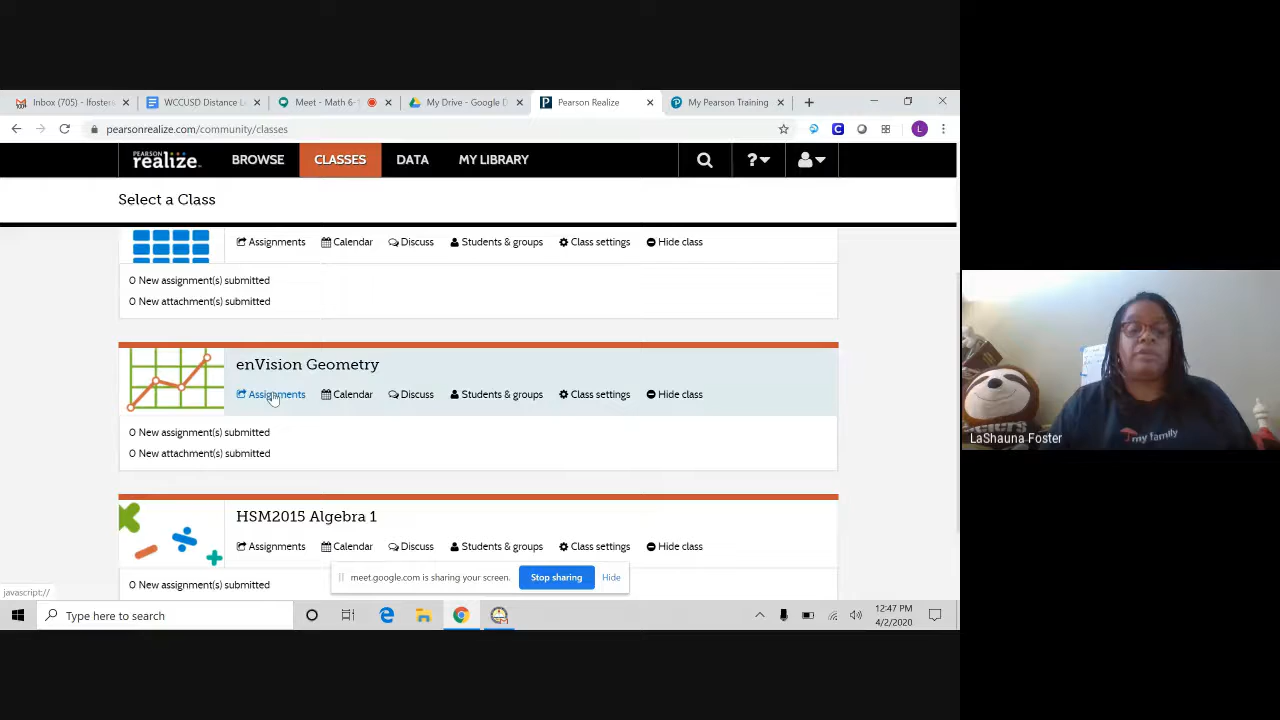 Inbox (705) - lfoster
WCCUSD Distance L
Meet - Math 6-
My Drive - Google D
Pearson Realize
My Pearson Training
pearsonrealize.com/community/classes
L
PEARSON
realize
BROWSE
CLASSES
DATA
MY LIBRARY
?
Select a Class
Assignments Calendar Discuss Students & groups Class settings Hide class
0 New assignment(s) submitted
0 New attachment(s) submitted
enVision Geometry
Assignments Calendar Discuss Students & groups Class settings Hide class
0 New assignment(s) submitted
0 New attachment(s) submitted
HSM2015 Algebra 1
Assignments Calendar Discuss Students & groups Class settings Hide class
0 New assignment(s) submitted
meet.google.com is sharing your screen. Stop sharing Hide
javascript://
Type here to search
12:47 PM
4/2/2020
my family
LaShauna Foster